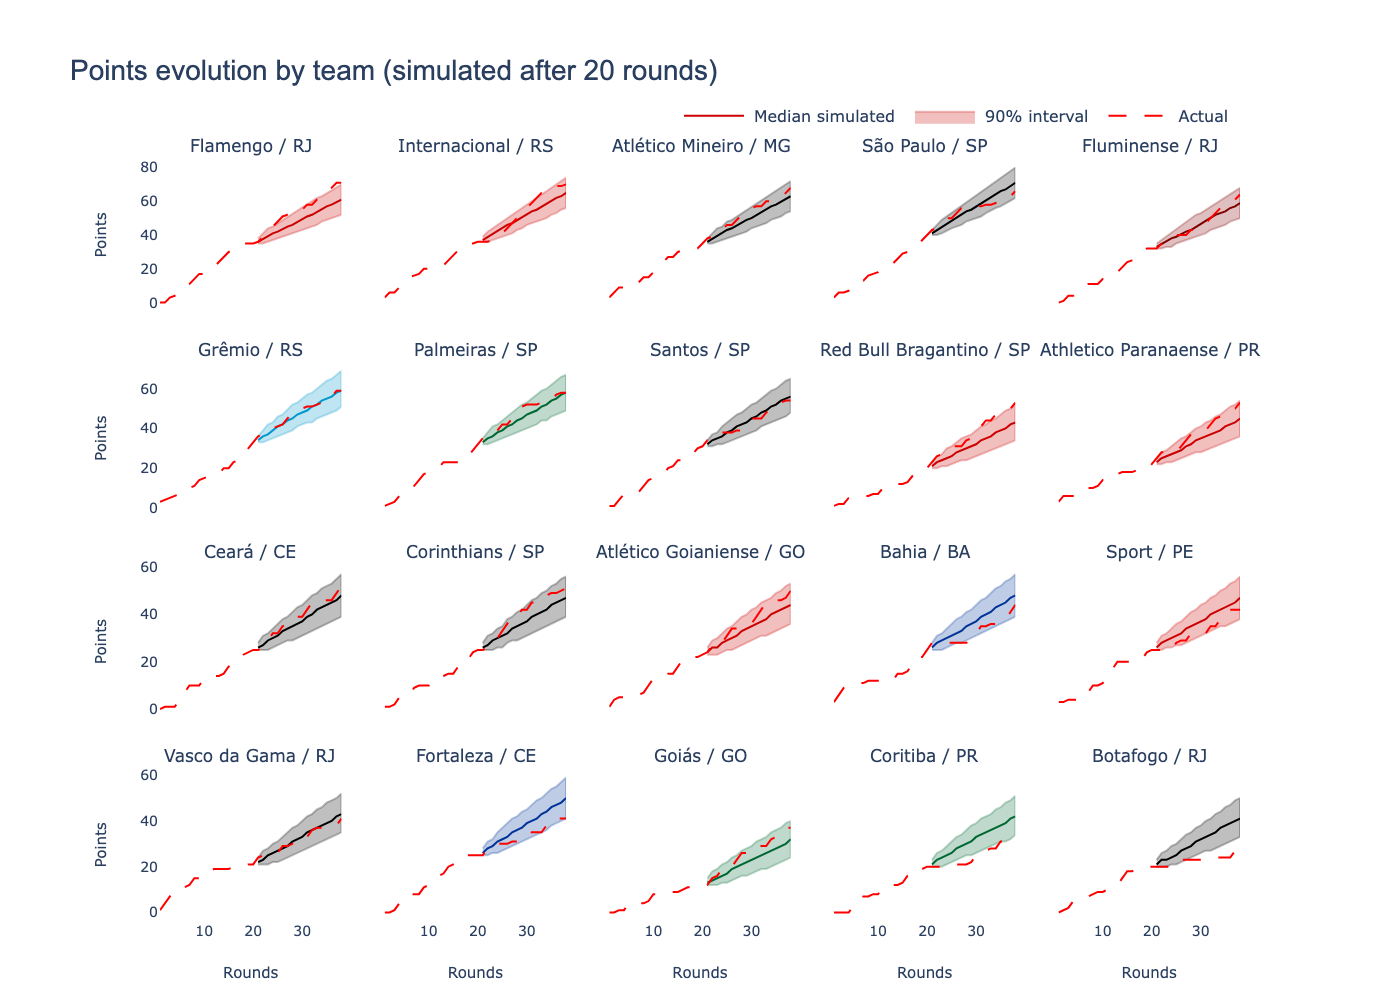 Points evolution by team (simulated after 20 rounds)
Median simulated 90% interval Actual
Flamengo / RJ Internacional / RS Atlético Mineiro / MG São Paulo / SP Fluminense / RJ
80
60
40
20
0
Points
Grêmio / RS Palmeiras / SP Santos / SP Red Bull Bragantino / SP Athletico Paranaense / PR
60
40
20
0
Points
Ceará / CE Corinthians / SP Atlético Goianiense / GO Bahia / BA Sport / PE
60
40
20
0
Points
Vasco da Gama / RJ Fortaleza / CE Goiás / GO Coritiba / PR Botafogo / RJ
60
40
20
0
Points
10 20 30 10 20 30 10 20 30 10 20 30 10 20 30
Rounds Rounds Rounds Rounds Rounds